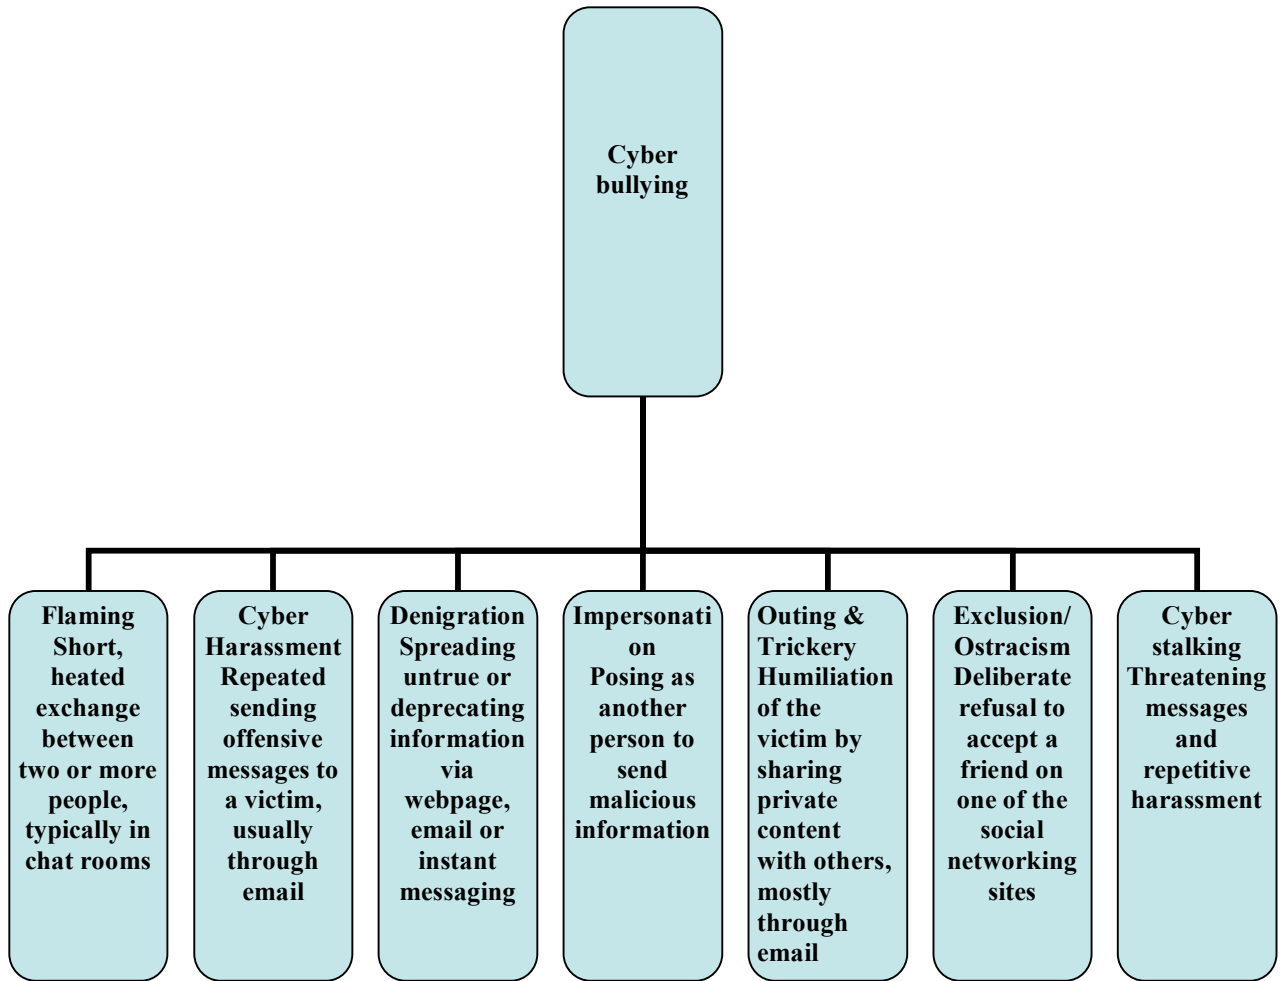 Cyber
bullying
Flaming
Short,
heated
exchange
between
two or more
people,
typically in
chat rooms
Cyber
Harassment
Repeated
sending
offensive
messages to
a victim,
usually
through
email
Denigration
Spreading
untrue or
deprecating
information
via
webpage,
email or
instant
messaging
Impersonati
on
Posing as
another
person to
send
malicious
information
Outing &
Trickery
Humiliation
of the
victim by
sharing
private
content
with others,
mostly
through
email
Exclusion/
Ostracism
Deliberate
refusal to
accept a
friend on
one of the
social
networking
sites
Cyber
stalking
Threatening
messages
and
repetitive
harassment